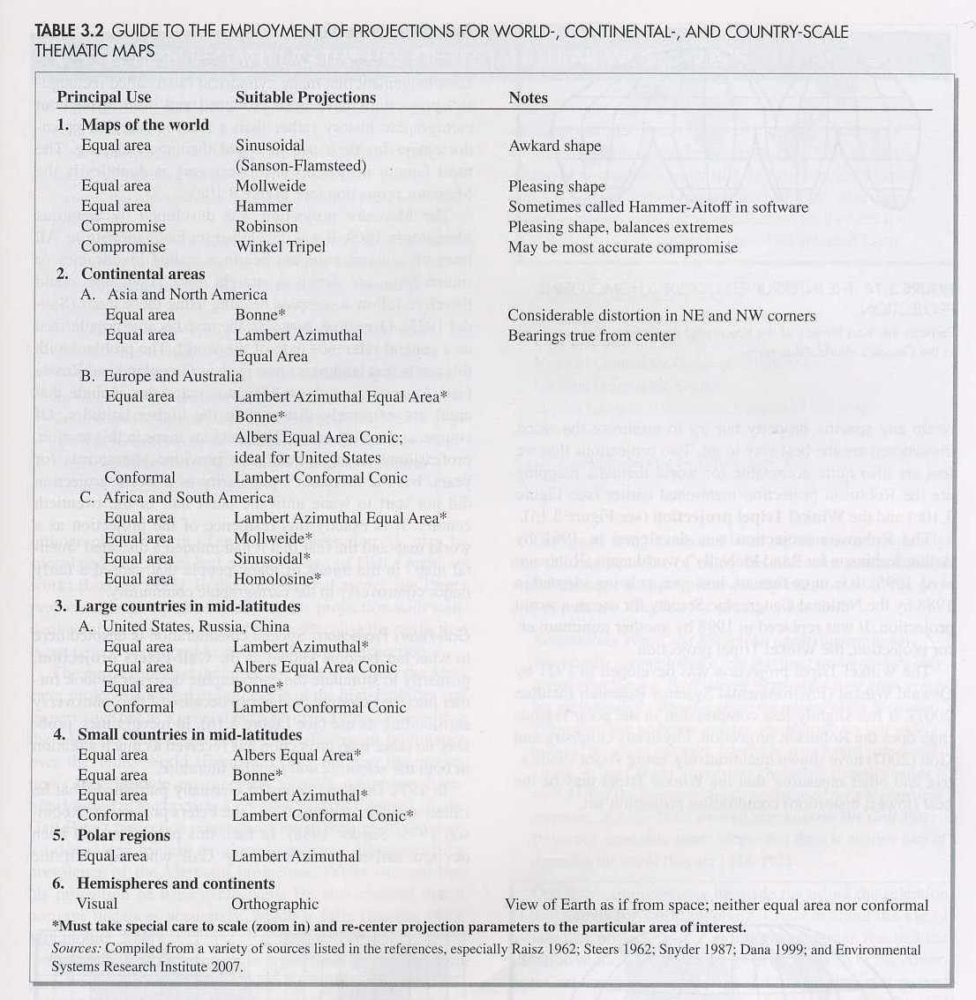 TABLE 3.2 GUIDE TO THE EMPLOYMENT OF PROJECTIONS FOR WORLD-, CONTINENTAL-, AND COUNTRY-SCALE
THEMATIC MAPS
Principal Use Suitable Projections Notes
1. Maps of the world
Equal area Sinusoidal Awkard shape
(Sanson-Flamsteed)
Equal area Mollweide Pleasing shape
Equal area Hammer Sometimes called Hammer-Aitoff in software
Compromise Robinson Pleasing shape, balances extremes
Compromise Winkel Tripel May be most accurate compromise
2. Continental areas
A. Asia and North America
Equal area Bonne* Considerable distortion in NE and NW corners
Equal area Lambert Azimuthal Bearings true from center
Equal Area
B. Europe and Australia
Equal area Lambert Azimuthal Equal Area*
Bonne*
Albers Equal Area Conic;
ideal for United States
Conformal Lambert Conformal Conic
C. Africa and South America
Equal area Lambert Azimuthal Equal Area*
Equal area Mollweide*
Equal area Sinusoidal*
Equal area Homolosine*
3. Large countries in mid-latitudes
A. United States, Russia, China
Equal area Lambert Azimuthal*
Equal area Albers Equal Area Conic
Equal area Bonne*
Conformal Lambert Conformal Conic
4. Small countries in mid-latitudes
Equal area Albers Equal Area*
Equal area Bonne*
Equal area Lambert Azimuthal*
Conformal Lambert Conformal Conic*
5. Polar regions
Equal area Lambert Azimuthal
6. Hemispheres and continents
Visual Orthographic View of Earth as if from space; neither equal area nor conformal
*Must take special care to scale (zoom in) and re-center projection parameters to the particular area of interest.
Sources: Compiled from a variety of sources listed in the references, especially Raisz 1962; Steers 1962; Snyder 1987; Dana 1999; and Environmental
Systems Research Institute 2007.